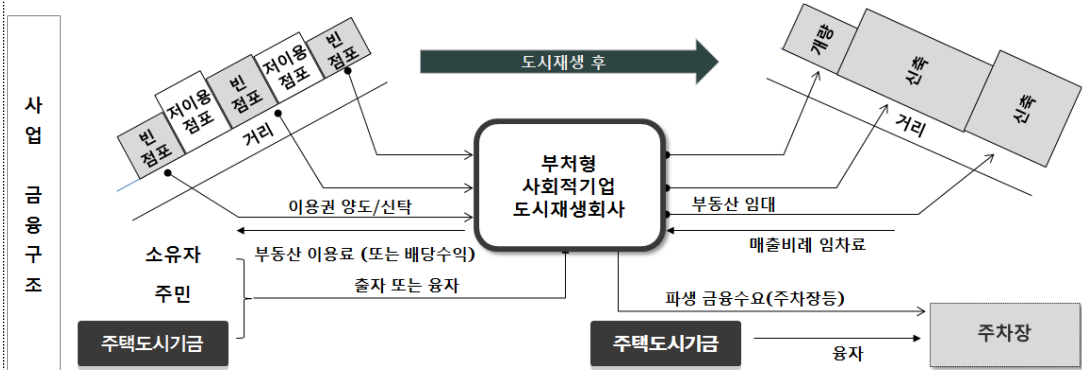 사업 금융구조
빈
점포
저이용
점포
빈
점포
저이용
점포
빈
점포
거리
도시재생 후
개량
신축
신축
거리
부처형
사회적기업
도시재생회사
이용권 양도/신탁
부동산 임대
부동산 이용료 (또는 배당수익)
매출비례 임차료
소유자
주민
출자 또는 융자
주택도시기금
파생 금융수요(주차장등)
주택도시기금
융자
주차장